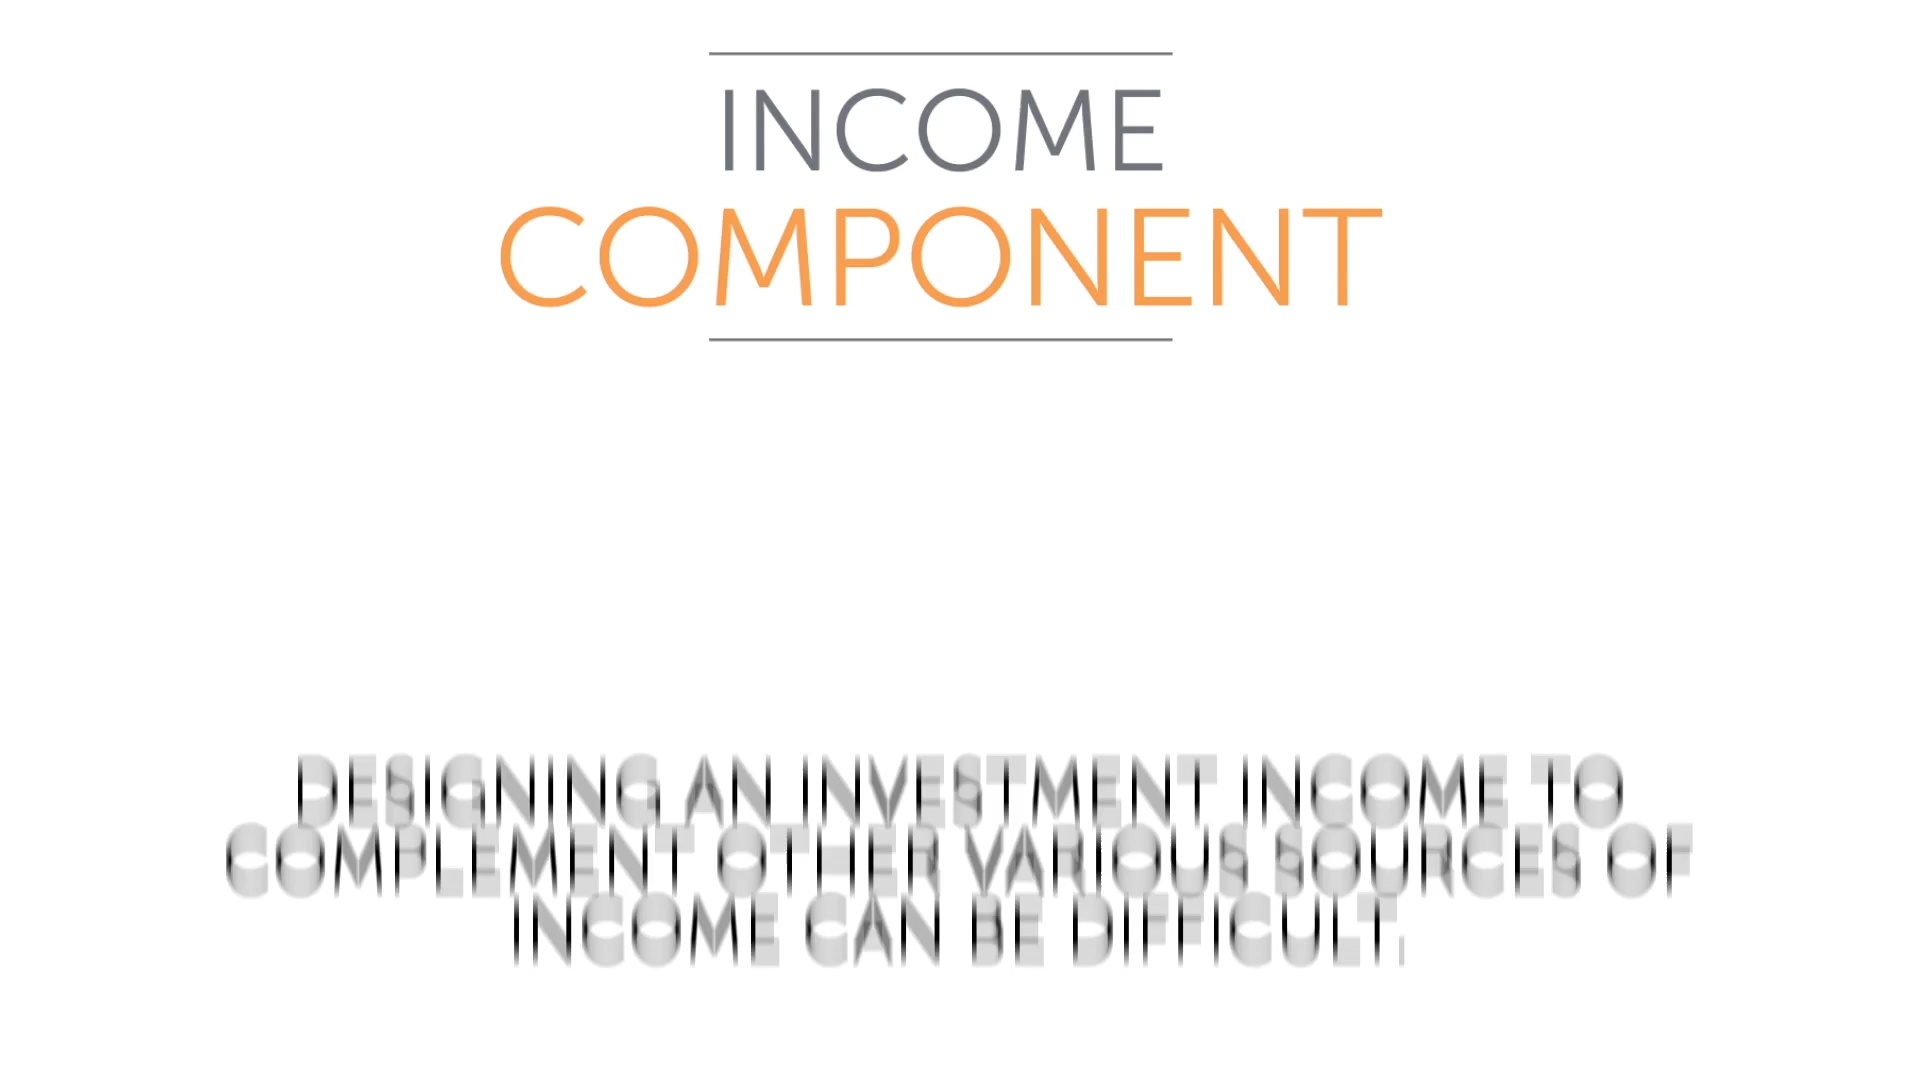 INCOME
COMPONENT
DESIGNING AN INVESTMENT INCOME TO
COMPLEMENT OTHER VARIOUS SOURCES OF
INCOME CAN BE DIFFICULT.